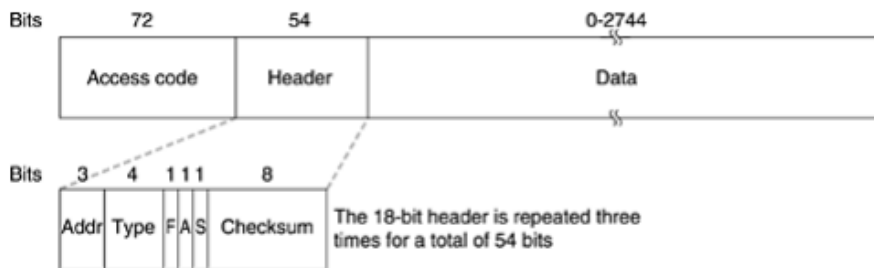 Bits 72 54 0-2744
Access code Header Data
Bits 3 4 1 1 1 8
Addr Type F A S Checksum
The 18-bit header is repeated three
times for a total of 54 bits